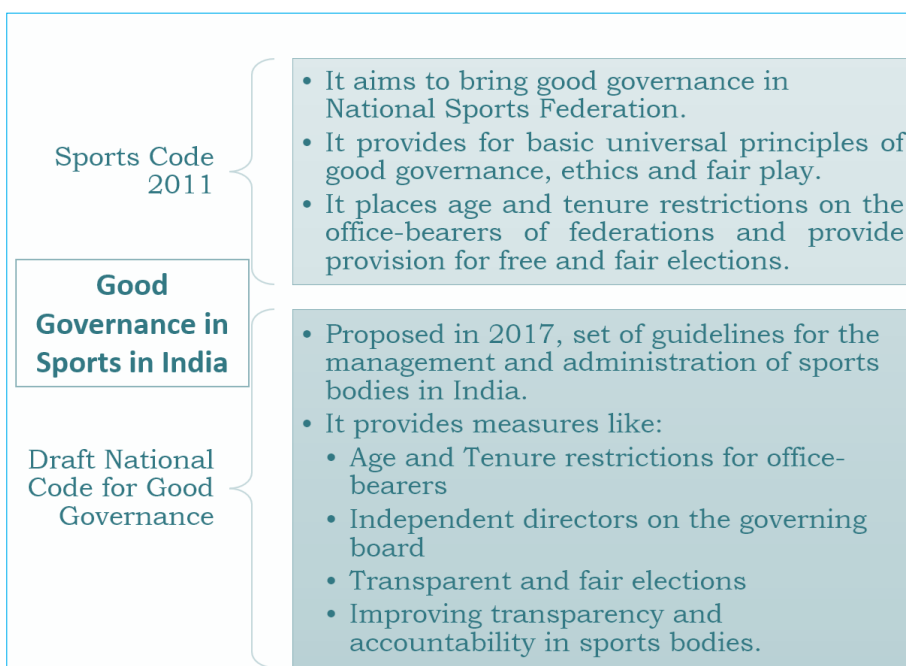 Sports Code
2011
• It aims to bring good governance in
National Sports Federation.
• It provides for basic universal principles of
good governance, ethics and fair play.
• It places age and tenure restrictions on the
office-bearers of federations and provide
provision for free and fair elections.
Good
Governance in
Sports in India
Draft National
Code for Good
Governance
• Proposed in 2017, set of guidelines for the
management and administration of sports
bodies in India.
• It provides measures like:
• Age and Tenure restrictions for office-
bearers
• Independent directors on the governing
board
• Transparent and fair elections
• Improving transparency and
accountability in sports bodies.